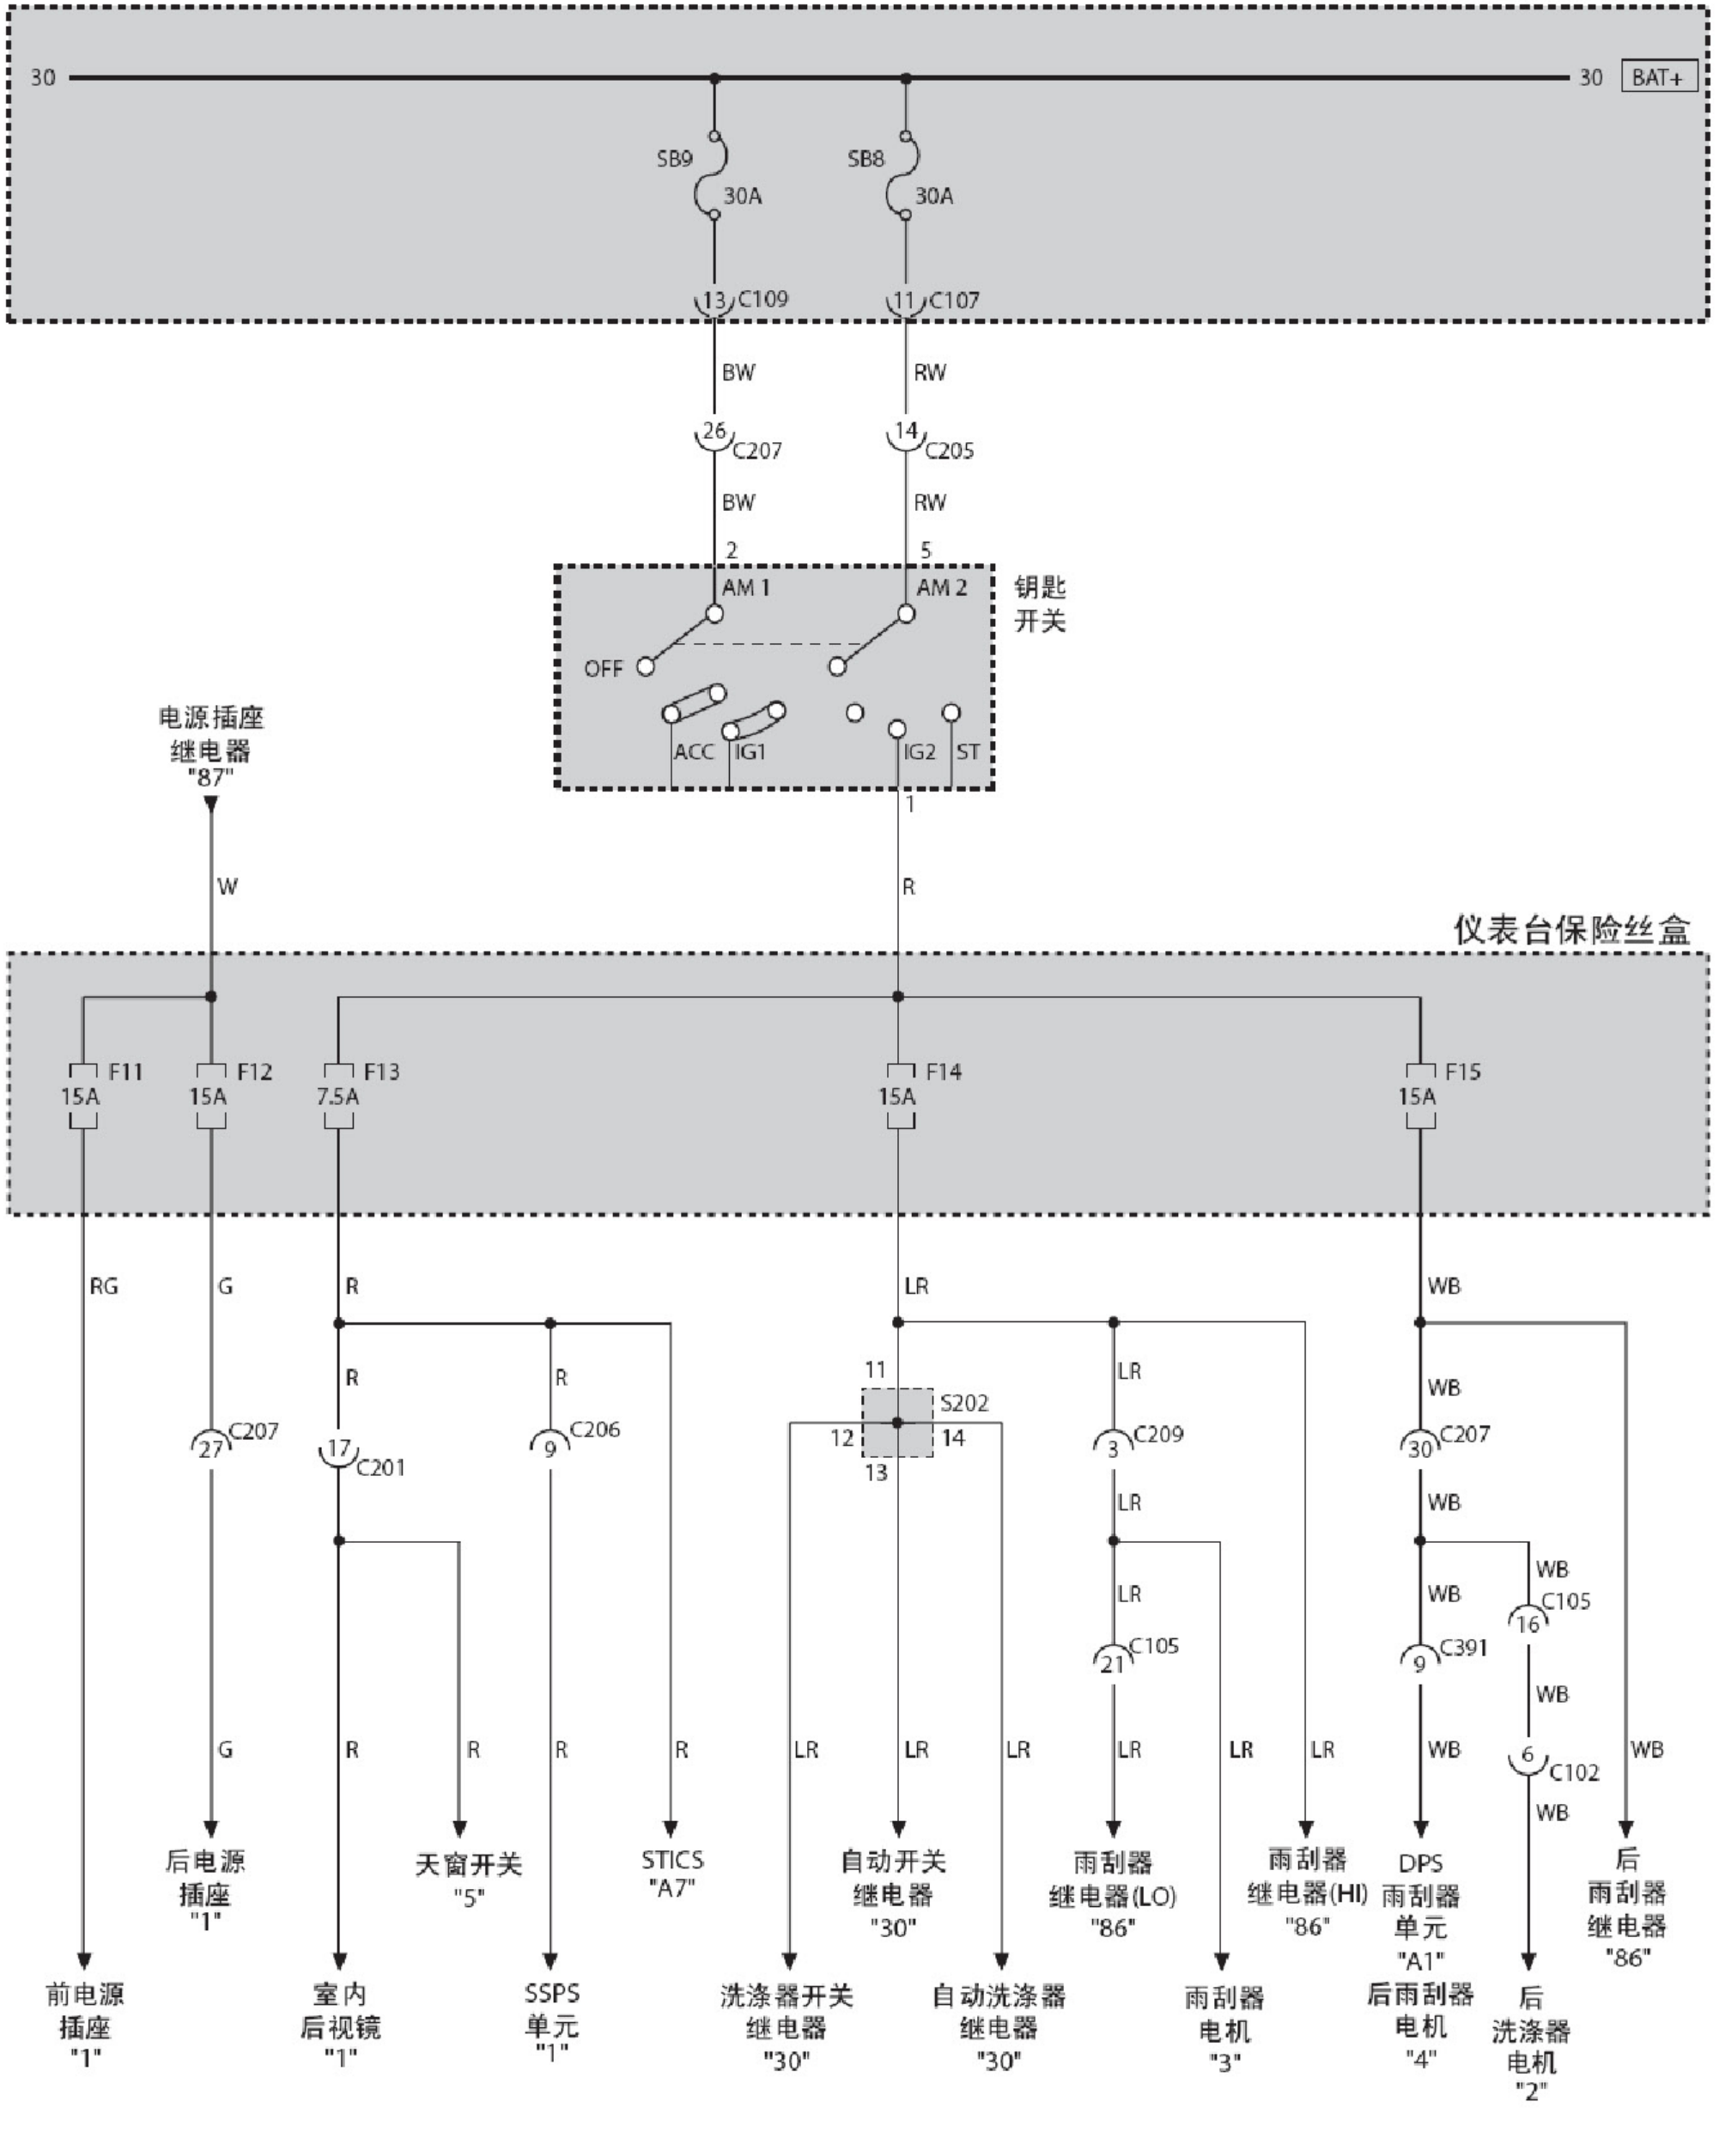 30
30
BAT+
SB9
SB8
30A
30A
13
C109
11
C107
BW
RW
26
C207
14
C205
BW
RW
2
5
AM 1
AM 2
钥匙
开关
OFF
ACC
IG1
IG2
ST
1
电源插座
继电器
"87"
W
R
仪表台保险丝盒
F11
15A
F12
15A
F13
7.5A
F14
15A
F15
15A
RG
G
R
LR
WB
R
R
11
LR
WB
S202
12
14
13
C207
27
17
C201
C206
9
C209
3
C207
30
LR
WB
LR
WB
WB
C105
16
C105
21
C391
9
WB
G
R
R
R
R
LR
LR
LR
LR
LR
LR
WB
6
C102
WB
WB
后电源
插座
"1"
天窗开关
"5"
STICS
"A7"
自动开关
继电器
"30"
雨刮器
继电器(LO)
"86"
雨刮器
继电器(HI)
"86"
DPS
雨刮器
单元
"A1"
后雨刮器
电机
"4"
后
雨刮器
继电器
"86"
前电源
插座
"1"
室内
后视镜
"1"
SSPS
单元
"1"
洗涤器开关
继电器
"30"
自动洗涤器
继电器
"30"
雨刮器
电机
"3"
后
洗涤器
电机
"2"